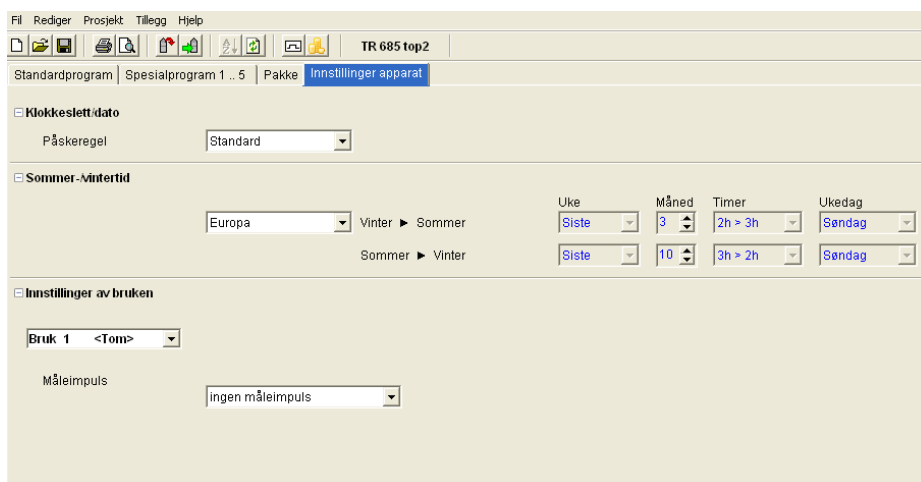 Fil Rediger Prosjekt Tillegg Hjelp
TR 685 top2
Standardprogram Spesialprogram 1 .. 5 Pakke Innstillinger apparat
Klokkeslett/dato
Påskeregel Standard
Sommer-/vintertid
Uke Måned Timer Ukedag
Europa Vinter ► Sommer Siste 3 2h > 3h Søndag
Sommer ► Vinter Siste 10 3h > 2h Søndag
Innstillinger av bruken
Bruk 1 <Tom>
Måleimpuls
ingen måleimpuls